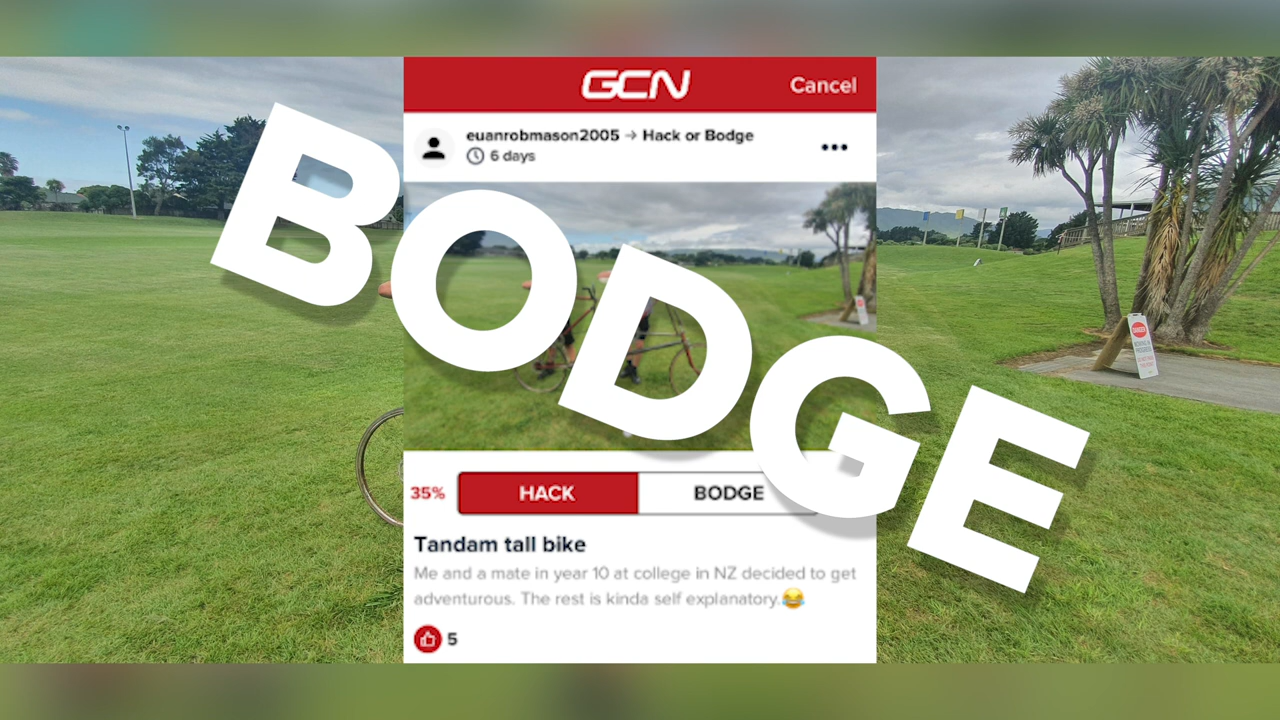 GCN Cancel
euanrobmason2005 → Hack or Bodge
6 days
BODGE
35% HACK BODGE
Tandam tall bike
Me and a mate in year 10 at college in NZ decided to get
adventurous. The rest is kinda self explanatory.😂
5
DANGER